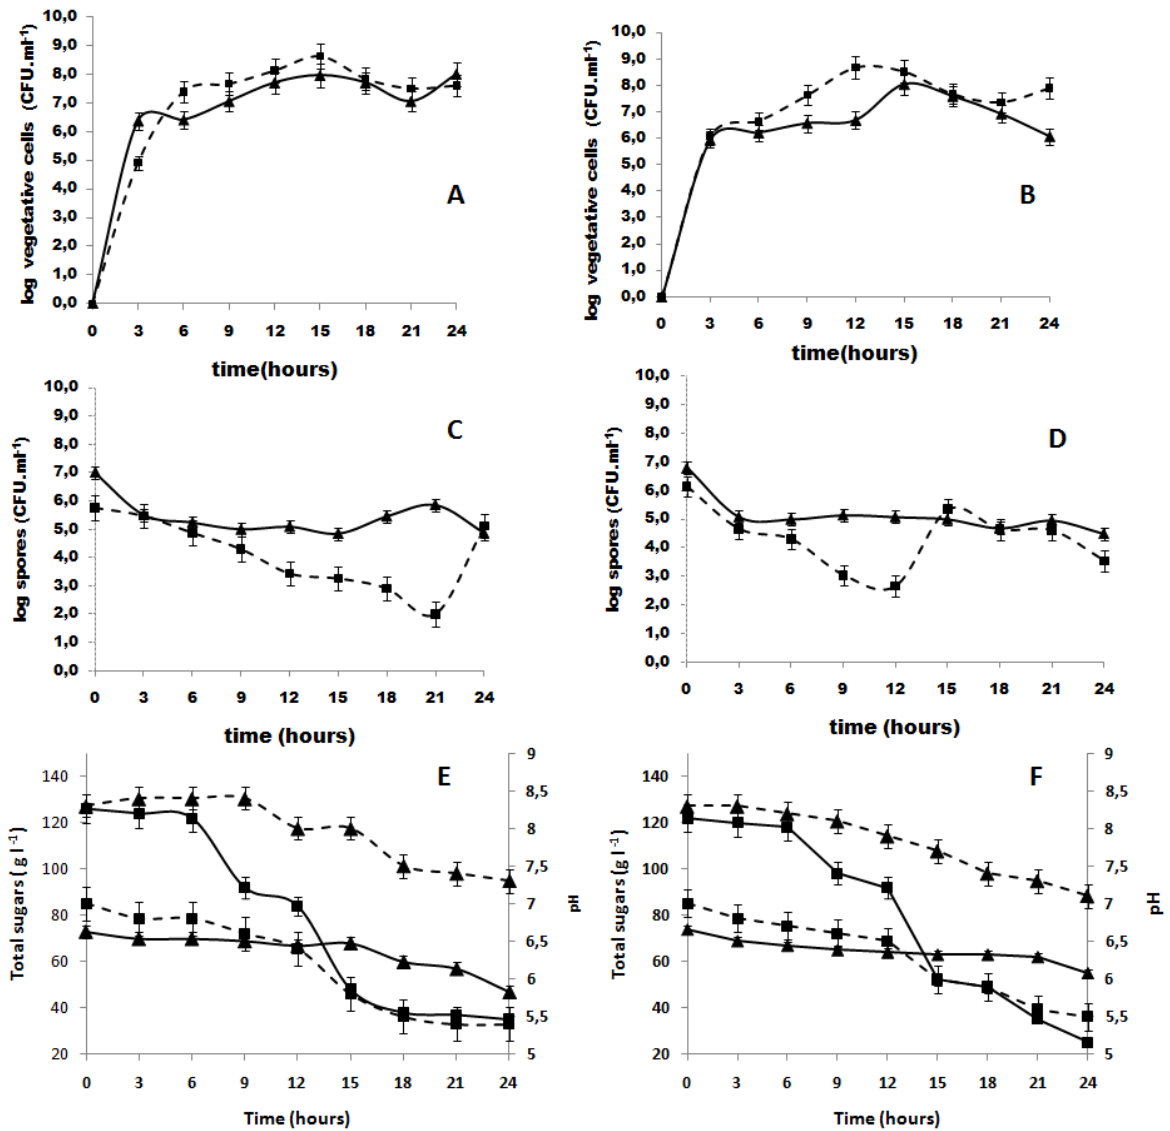 log vegetative cells (CFU.ml-1)
10,0
9,0
8,0
7,0
6,0
5,0
4,0
3,0
2,0
1,0
0,0
A
0 3 6 9 12 15 18 21 24
time(hours)
log vegetative cells (CFU.ml-1)
10,0
9,0
8,0
7,0
6,0
5,0
4,0
3,0
2,0
1,0
0,0
B
0 3 6 9 12 15 18 21 24
time(hours)
log spores (CFU.ml-1)
10,0
9,0
8,0
7,0
6,0
5,0
4,0
3,0
2,0
1,0
0,0
C
0 3 6 9 12 15 18 21 24
time (hours)
log spores (CFU.ml-1)
10,0
9,0
8,0
7,0
6,0
5,0
4,0
3,0
2,0
1,0
0,0
D
0 3 6 9 12 15 18 21 24
time (hours)
Total sugars ( g l -1)
140
120
100
80
60
40
20
E
9
8,5
8
7,5
7
6,5
6
5,5
5
pH
0 3 6 9 12 15 18 21 24
Time (hours)
Total sugars ( g l -1)
140
120
100
80
60
40
20
F
9
8,5
8
7,5
7
6,5
6
5,5
5
pH
0 3 6 9 12 15 18 21 24
Time (hours)